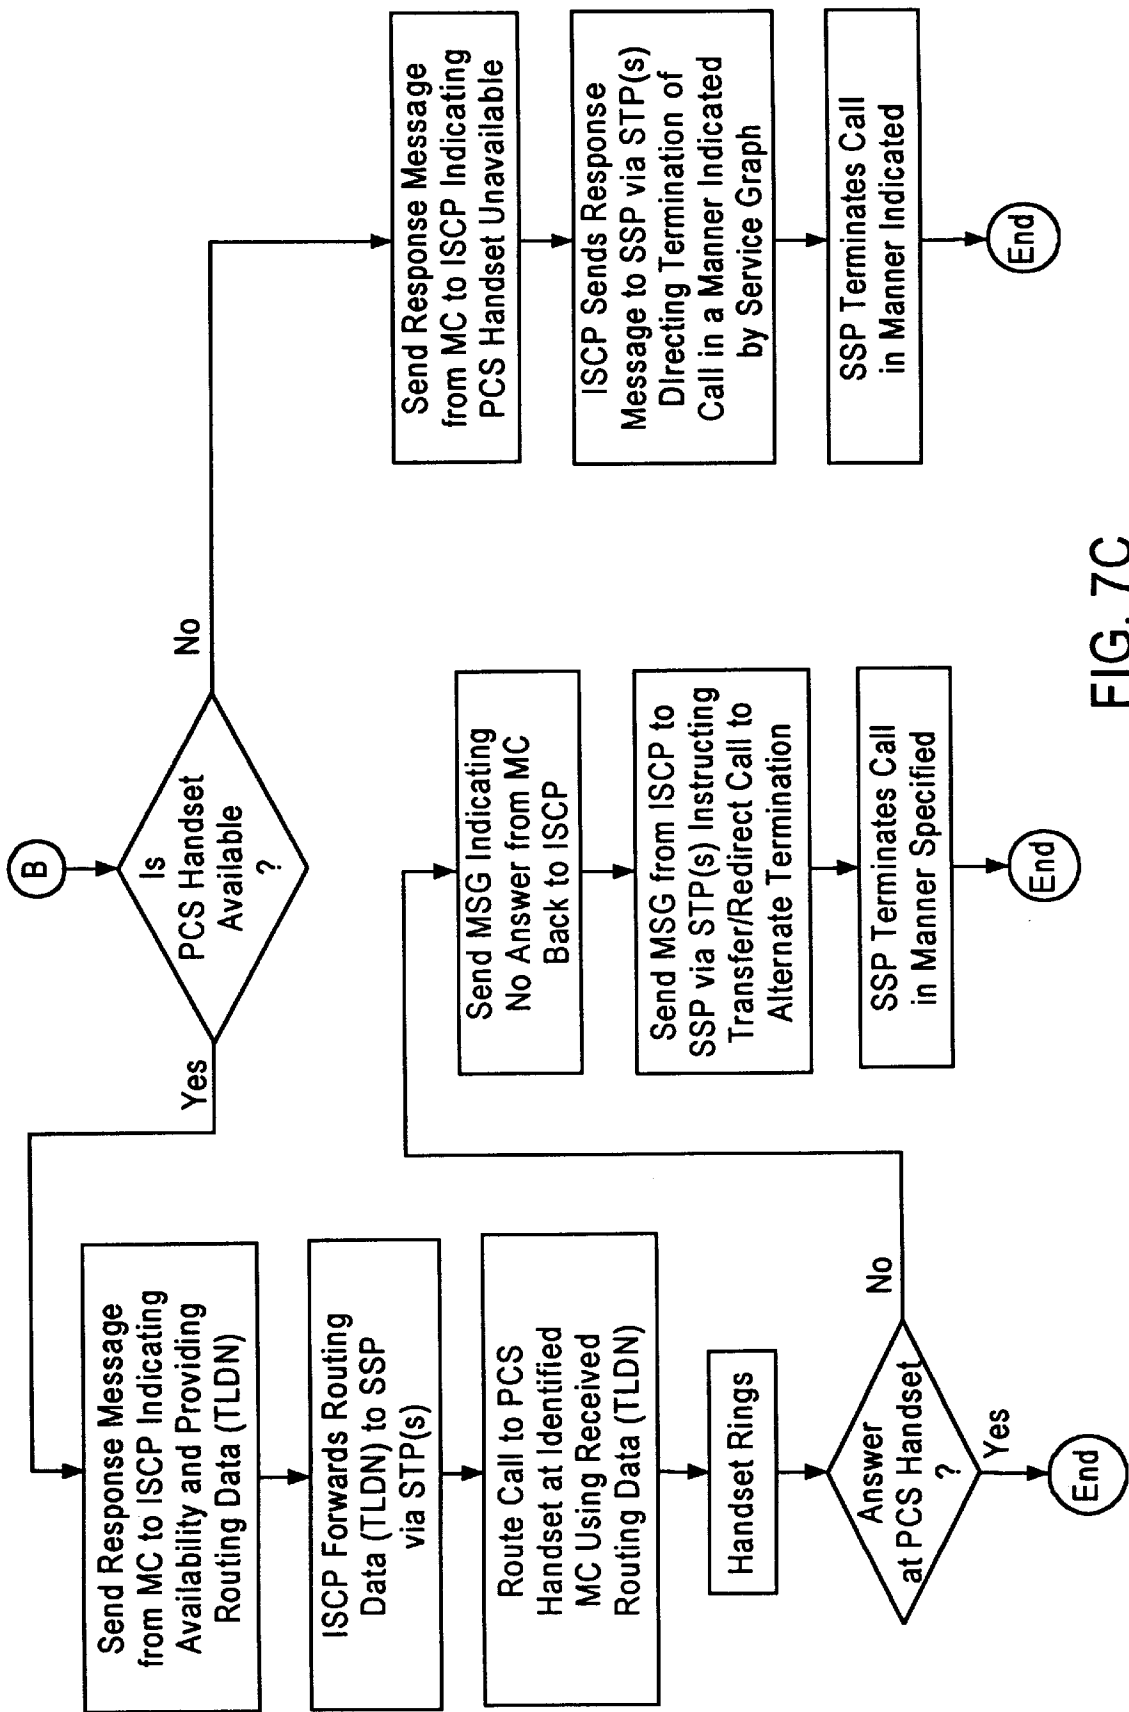 B
Is
PCS Handset
Available
?
Yes
No
Send Response Message
from MC to ISCP Indicating
Availability and Providing
Routing Data (TLDN)
ISCP Forwards Routing
Data (TLDN) to SSP
via STP(s)
Route Call to PCS
Handset at Identified
MC Using Received
Routing Data (TLDN)
Handset Rings
Answer
at PCS Handset
?
Yes
No
End
Send MSG Indicating
No Answer from MC
Back to ISCP
Send MSG from ISCP to
SSP via STP(s) Instructing
Transfer/Redirect Call to
Alternate Termination
SSP Terminates Call
in Manner Specified
End
Send Response Message
from MC to ISCP Indicating
PCS Handset Unavailable
ISCP Sends Response
Message to SSP via STP(s)
DIrecting Termination of
Call in a Manner Indicated
by Service Graph
SSP Terminates Call
in Manner Indicated
End
FIG. 7C